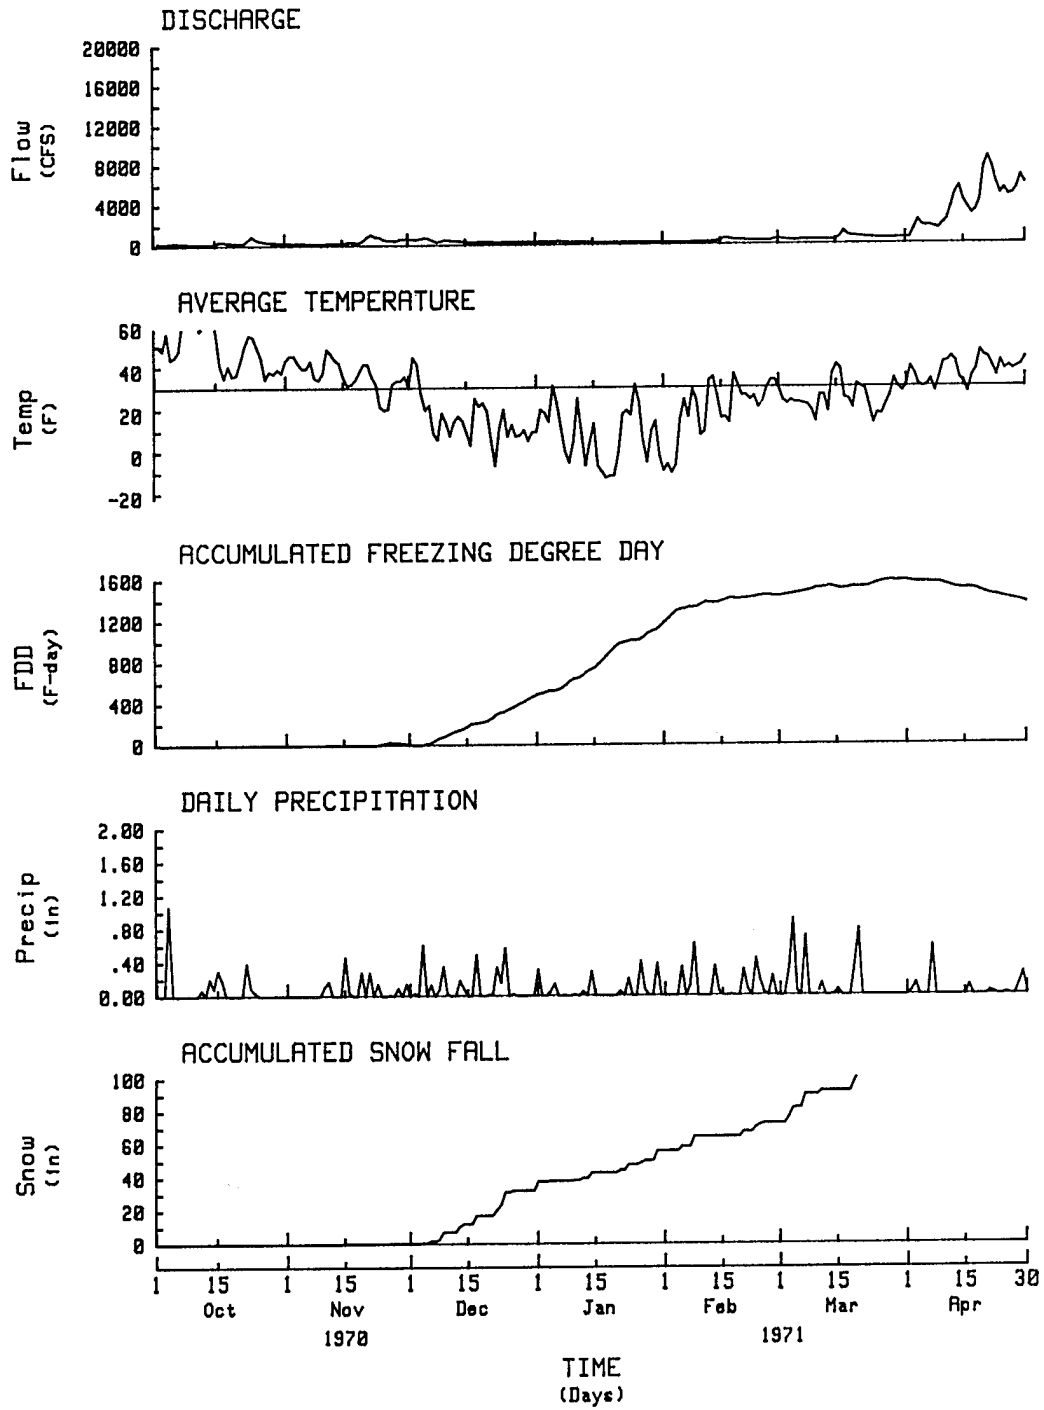 DISCHARGE
20000
16000
12000
8000
4000
0
Flow
(CFS)
AVERAGE TEMPERATURE
60
40
20
0
-20
Temp
(F)
ACCUMULATED FREEZING DEGREE DAY
1600
1200
800
400
0
FDD
(F-day)
DAILY PRECIPITATION
2.00
1.60
1.20
.80
.40
0.00
Precip
(in)
ACCUMULATED SNOW FALL
100
80
60
40
20
0
Snow
(in)
1 15 1 15 1 15 1 15 1 15 1 15 1 15 30
Oct Nov Dec Jan Feb Mar Apr
1970 1971
TIME
(Days)